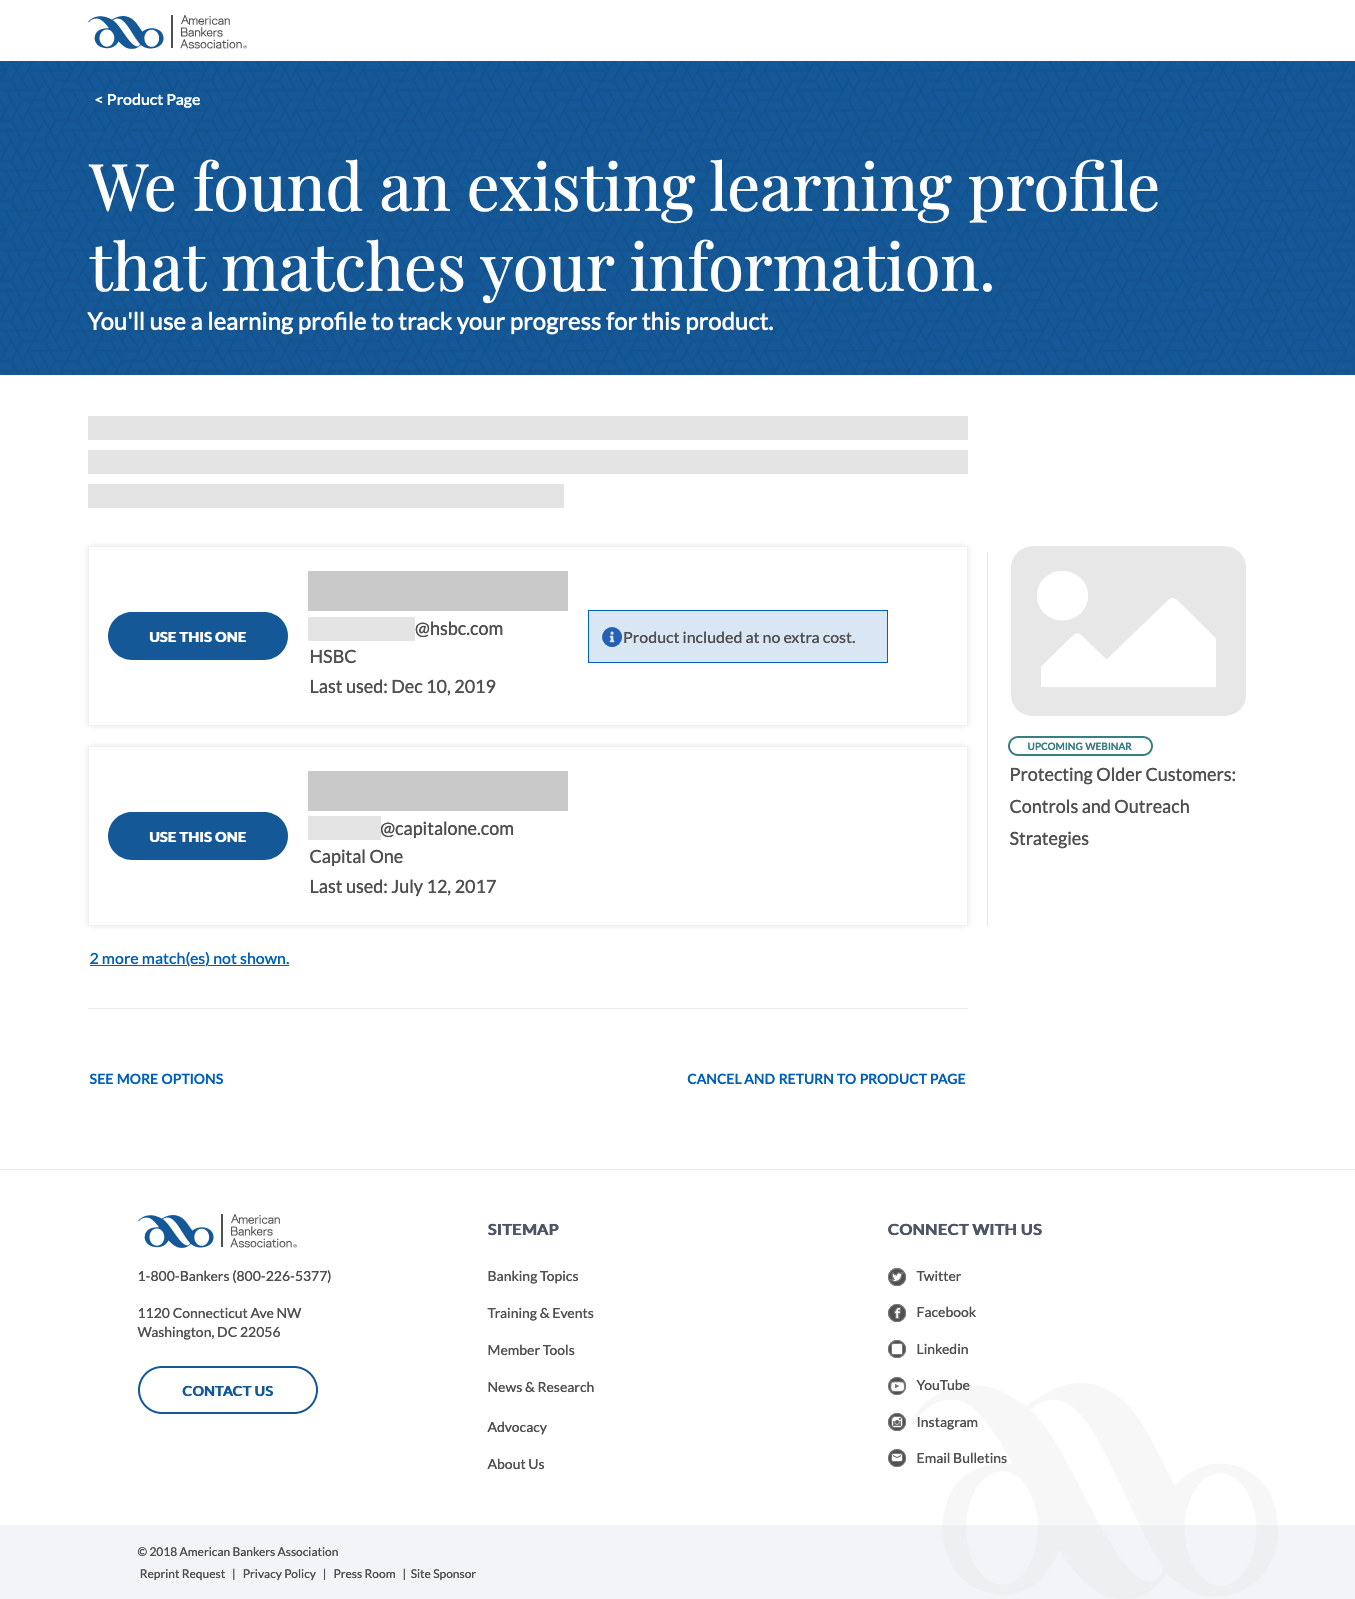 American
Bankers
Association®
< Product Page
We found an existing learning profile
that matches your information.
You'll use a learning profile to track your progress for this product.
USE THIS ONE
@hsbc.com
HSBC
Last used: Dec 10, 2019
Product included at no extra cost.
USE THIS ONE
@capitalone.com
Capital One
Last used: July 12, 2017
UPCOMING WEBINAR
Protecting Older Customers:
Controls and Outreach
Strategies
2 more match(es) not shown.
SEE MORE OPTIONS
CANCEL AND RETURN TO PRODUCT PAGE
American
Bankers
Association®
1-800-Bankers (800-226-5377)
1120 Connecticut Ave NW
Washington, DC 22056
CONTACT US
SITEMAP
Banking Topics
Training & Events
Member Tools
News & Research
Advocacy
About Us
CONNECT WITH US
Twitter
Facebook
Linkedin
YouTube
Instagram
Email Bulletins
© 2018 American Bankers Association
Reprint Request | Privacy Policy | Press Room | Site Sponsor